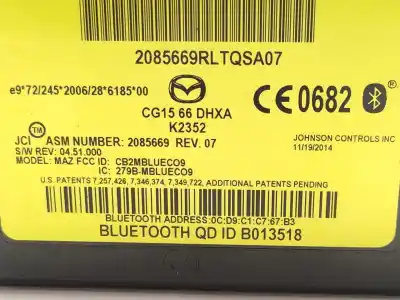 2085669RLTQSA07
e9*72/245*2006/28*6185*00
CG15 66 DHXA
K2352
CE0682
JCI™ ASM NUMBER: 2085669 REV. 07
S/W REV: 04.51.000
MODEL: MAZ FCC ID: CB2MBLUEC09
IC: 279B-MBLUEC09
JOHNSON CONTROLS INC
11/19/2014
U.S. PATENTS 7,257,426, 7,346,374, 7,349,722, ADDITIONAL PATENTS PENDING
BLUETOOTH ADDRESS: 0C:D9:C1:C7:67:B3
BLUETOOTH QD ID B013518